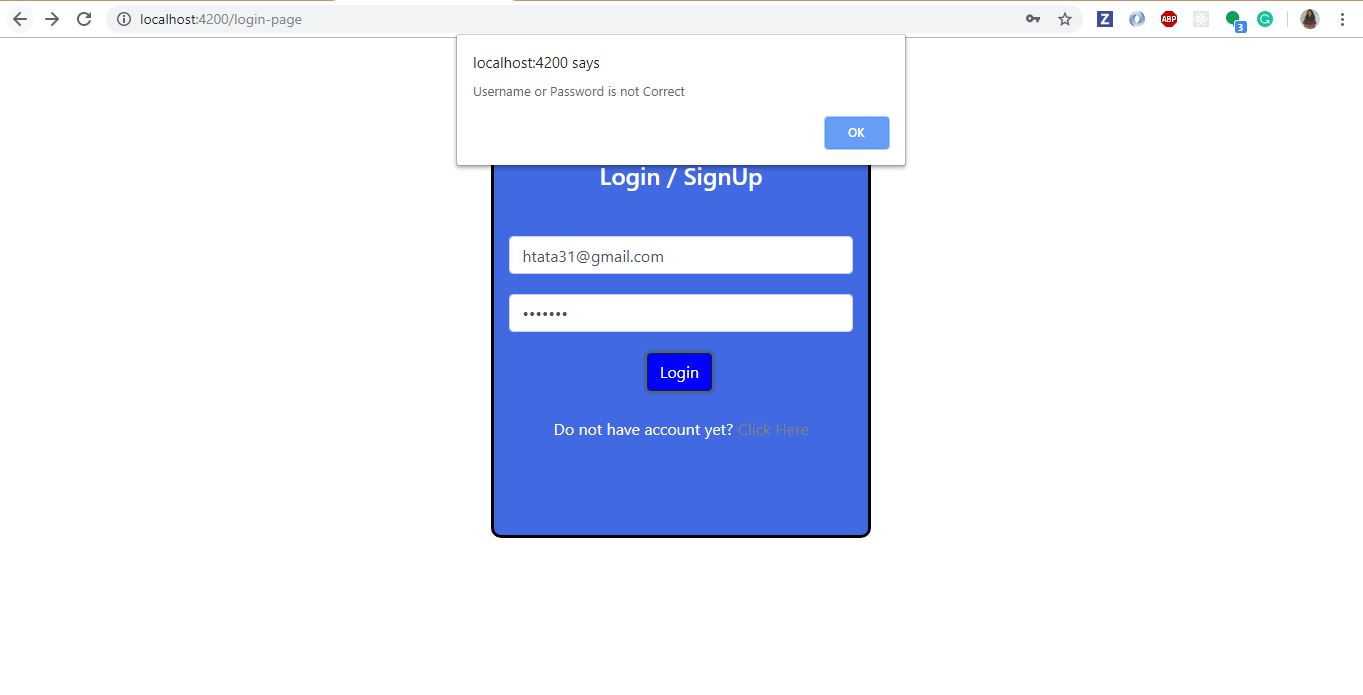 localhost:4200/login-page
Z
ABP
3
G
localhost:4200 says
Username or Password is not Correct
OK
Login / SignUp
htata31@gmail.com
•••••••
Login
Do not have account yet? Click Here